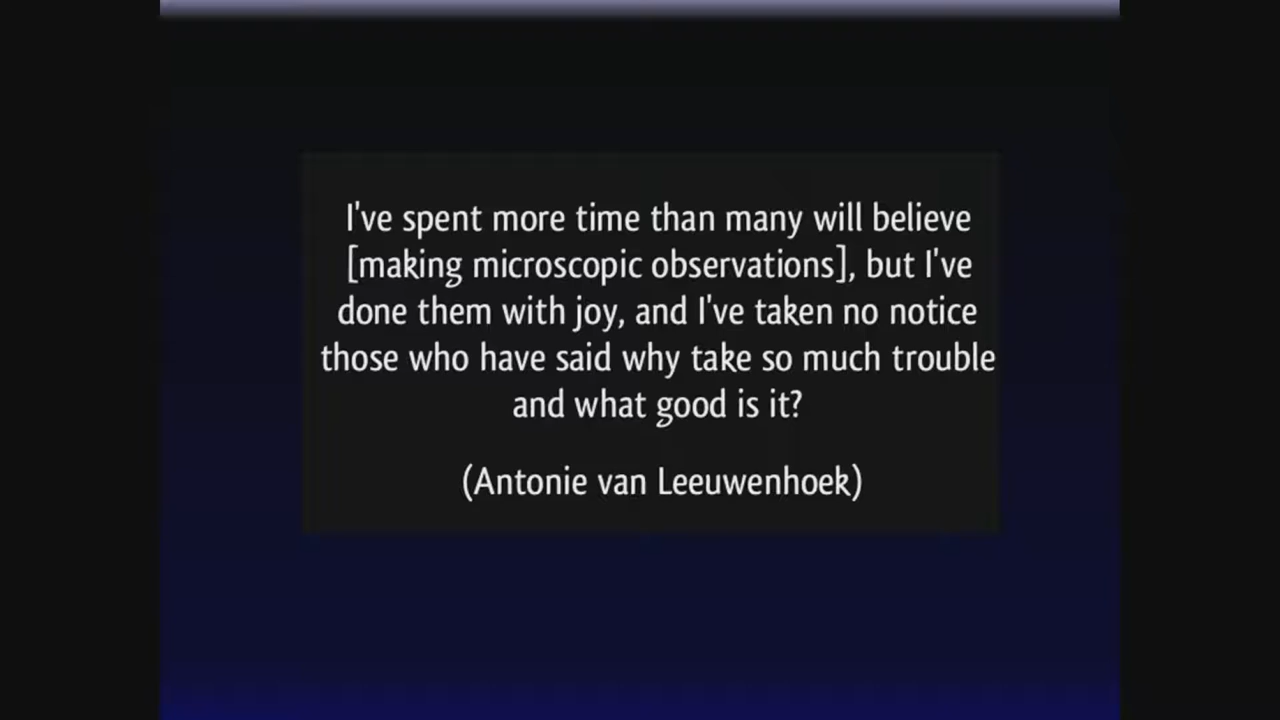 I've spent more time than many will believe
[making microscopic observations], but I've
done them with joy, and I've taken no notice
those who have said why take so much trouble
and what good is it?
(Antonie van Leeuwenhoek)